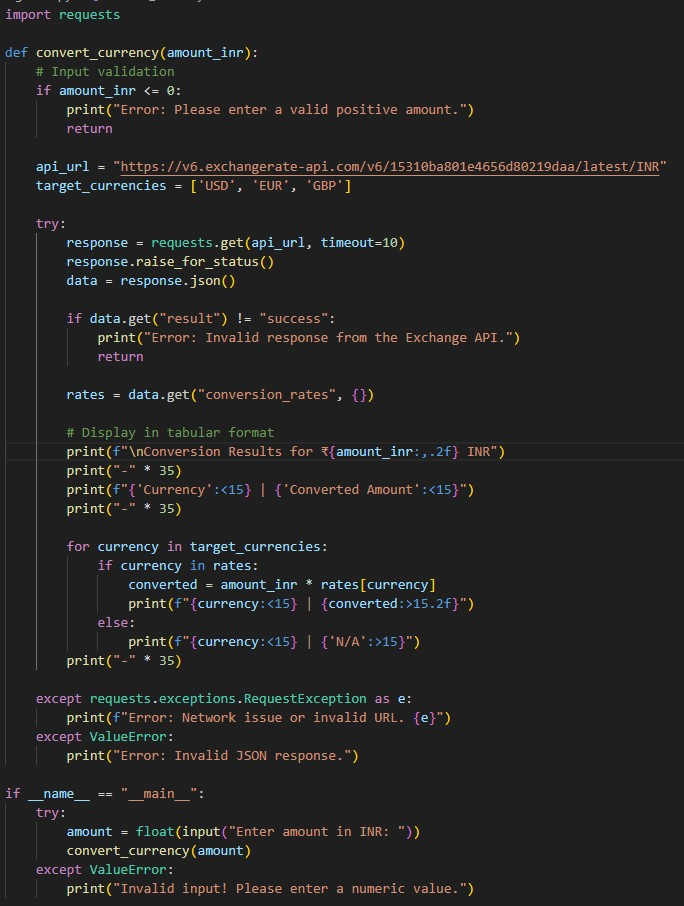 import requests

def convert_currency(amount_inr):
    # Input validation
    if amount_inr <= 0:
        print("Error: Please enter a valid positive amount.")
        return

    api_url = "https://v6.exchangerate-api.com/v6/15310ba801e4656d80219daa/latest/INR"
    target_currencies = ['USD', 'EUR', 'GBP']

    try:
        response = requests.get(api_url, timeout=10)
        response.raise_for_status()
        data = response.json()

        if data.get("result") != "success":
            print("Error: Invalid response from the Exchange API.")
            return

        rates = data.get("conversion_rates", {})

        # Display in tabular format
        print(f"\nConversion Results for ₹{amount_inr:,.2f} INR")
        print("-" * 35)
        print(f"{'Currency':<15} | {'Converted Amount':<15}")
        print("-" * 35)

        for currency in target_currencies:
            if currency in rates:
                converted = amount_inr * rates[currency]
                print(f"{currency:<15} | {converted:>15.2f}")
            else:
                print(f"{currency:<15} | {'N/A':>15}")
        print("-" * 35)

    except requests.exceptions.RequestException as e:
        print(f"Error: Network issue or invalid URL. {e}")
    except ValueError:
        print("Error: Invalid JSON response.")

if __name__ == "__main__":
    try:
        amount = float(input("Enter amount in INR: "))
        convert_currency(amount)
    except ValueError:
        print("Invalid input! Please enter a numeric value.")